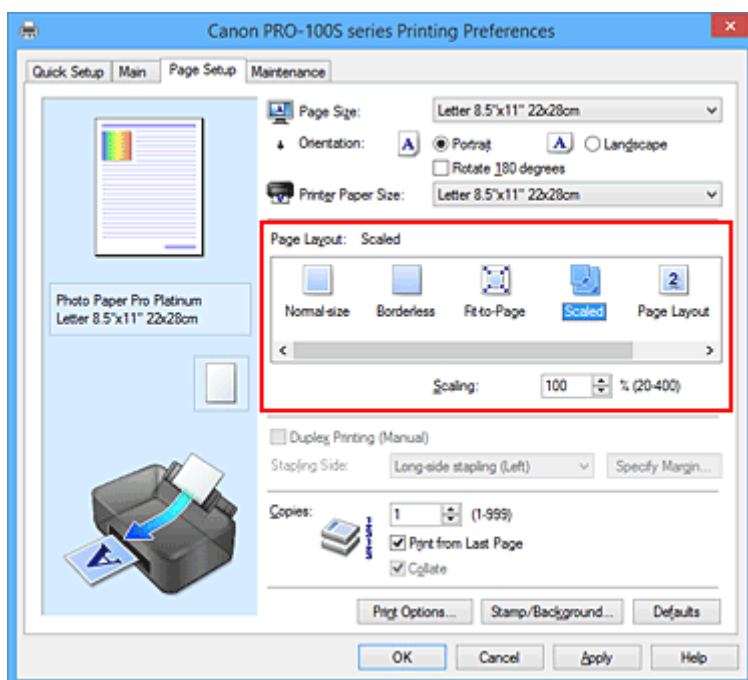 Canon PRO-100S series Printing Preferences
Quick Setup Main Page Setup Maintenance
Page Size: Letter 8.5"x11" 22x28cm
Orientation: A Portrait A Landscape
Rotate 180 degrees
Printer Paper Size: Letter 8.5"x11" 22x28cm
Page Layout: Scaled
Normal-size Borderless Fit-to-Page Scaled Page Layout
Photo Paper Pro Platinum
Letter 8.5"x11" 22x28cm
Scaling: 100 % (20-400)
Duplex Printing (Manual)
Stapling Side: Long-side stapling (Left) Specify Margin...
Copies: 1 (1-999)
Print from Last Page
Collate
Print Options... Stamp/Background... Defaults
OK Cancel Apply Help